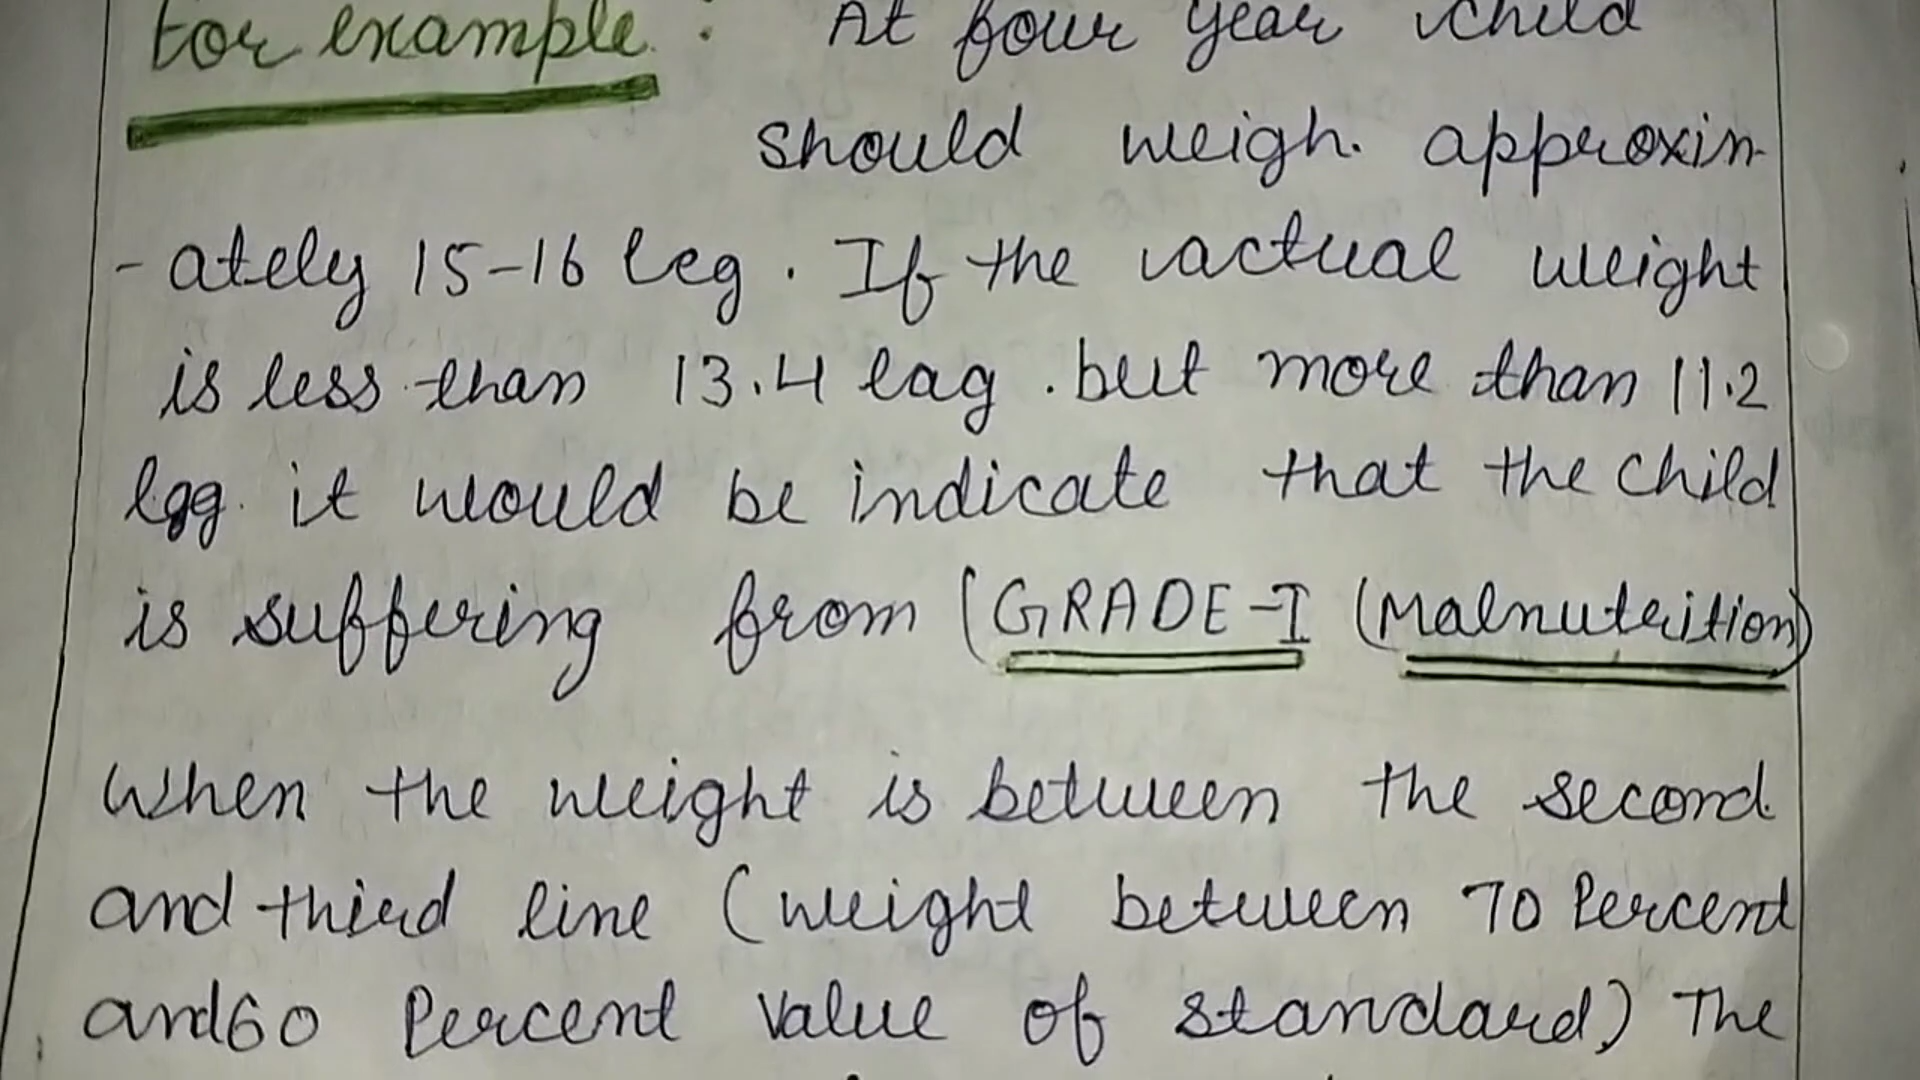 For example : At four year child
should weigh. approxim-
-ately 15-16 kg. If the actual weight
is less than 13.4 kg. but more than 11.2
kg. it would be indicate that the child
is suffering from (GRADE-I (Malnutrition)
When the weight is between the second
and third line (weight between 70 Percent
and 60 Percent value of standard) The